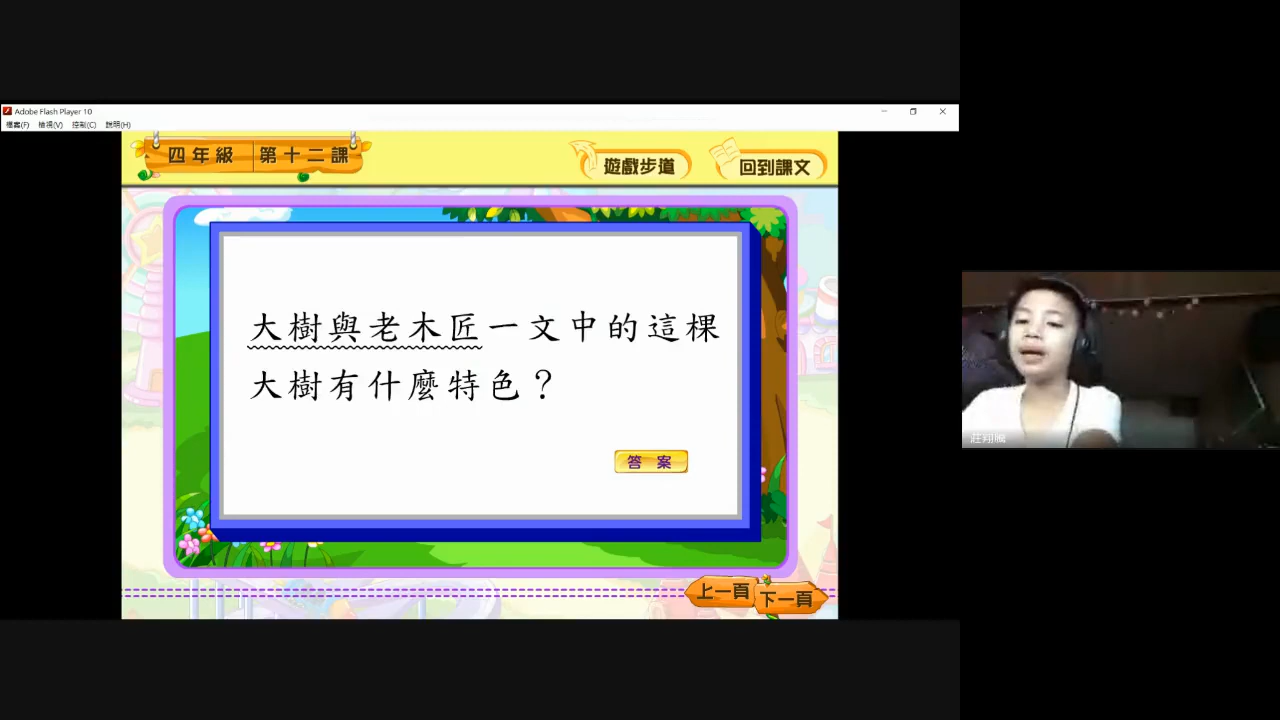 Adobe Flash Player 10
檔案(F) 檢視(V) 控制(C) 說明(H)
四年級 第十二課
遊戲步道
回到課文
大樹與老木匠一文中的這棵
大樹有什麼特色？
答案
上一頁
下一頁
莊翔騰